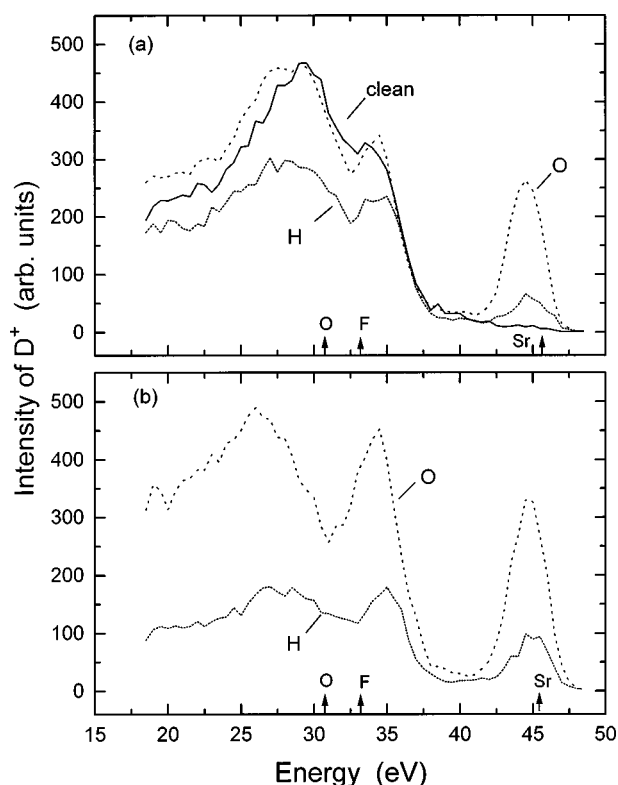 (a)
500
clean
400
O
300
H
200
100
O F Sr
0
(b)
500
400
O
300
200
H
100
O F Sr
0
15 20 25 30 35 40 45 50
Energy (eV)
Intensity of D⁺ (arb. units)